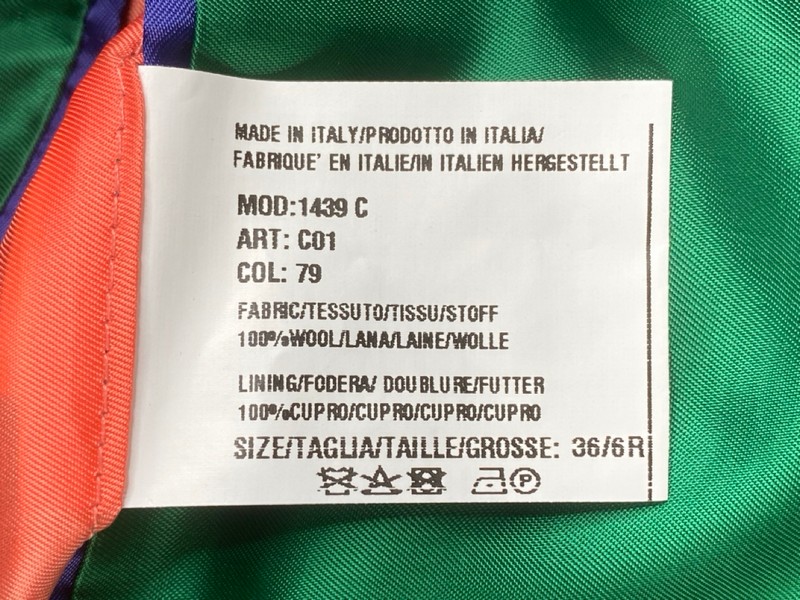 MADE IN ITALY/PRODOTTO IN ITALIA/
FABRIQUE' EN ITALIE/IN ITALIEN HERGESTELLT
MOD:1439 C
ART: C01
COL: 79
FABRIC/TESSUTO/TISSU/STOFF
100%WOOL/LANA/LAINE/WOLLE
LINING/FODERA/ DOUBLURE/FUTTER
100%CUPRO/CUPRO/CUPRO/CUPRO
SIZE/TAGLIA/TAILLE/GROSSE: 36/6R
P